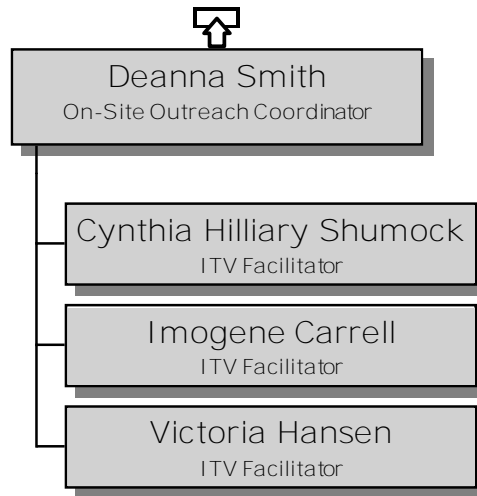 Deanna Smith
On-Site Outreach Coordinator
Cynthia Hilliary Shumock
ITV Facilitator
Imogene Carrell
ITV Facilitator
Victoria Hansen
ITV Facilitator